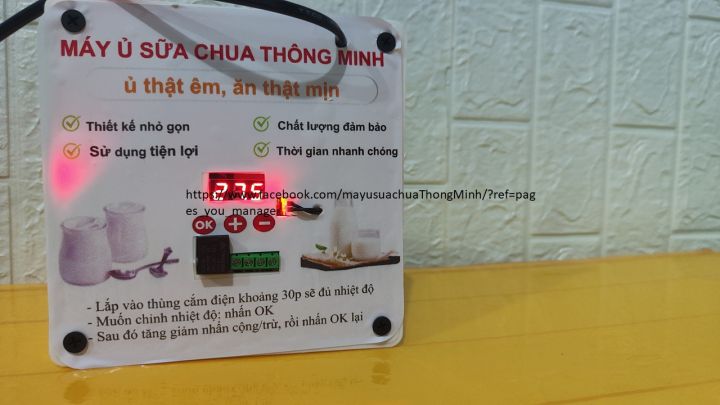 MÁY Ủ SỮA CHUA THÔNG MINH
ủ thật êm, ăn thật mịn
Thiết kế nhỏ gọn
Chất lượng đảm bảo
Sử dụng tiện lợi
Thời gian nhanh chóng
https://www.facebook.com/mayusuachuaThongMinh/?ref=pag
es_you_manage
OK + -
- Lắp vào thùng cắm điện khoảng 30p sẽ đủ nhiệt độ
- Muốn chỉnh nhiệt độ: nhấn OK
- Sau đó tăng giảm nhấn cộng/trừ, rồi nhấn OK lại